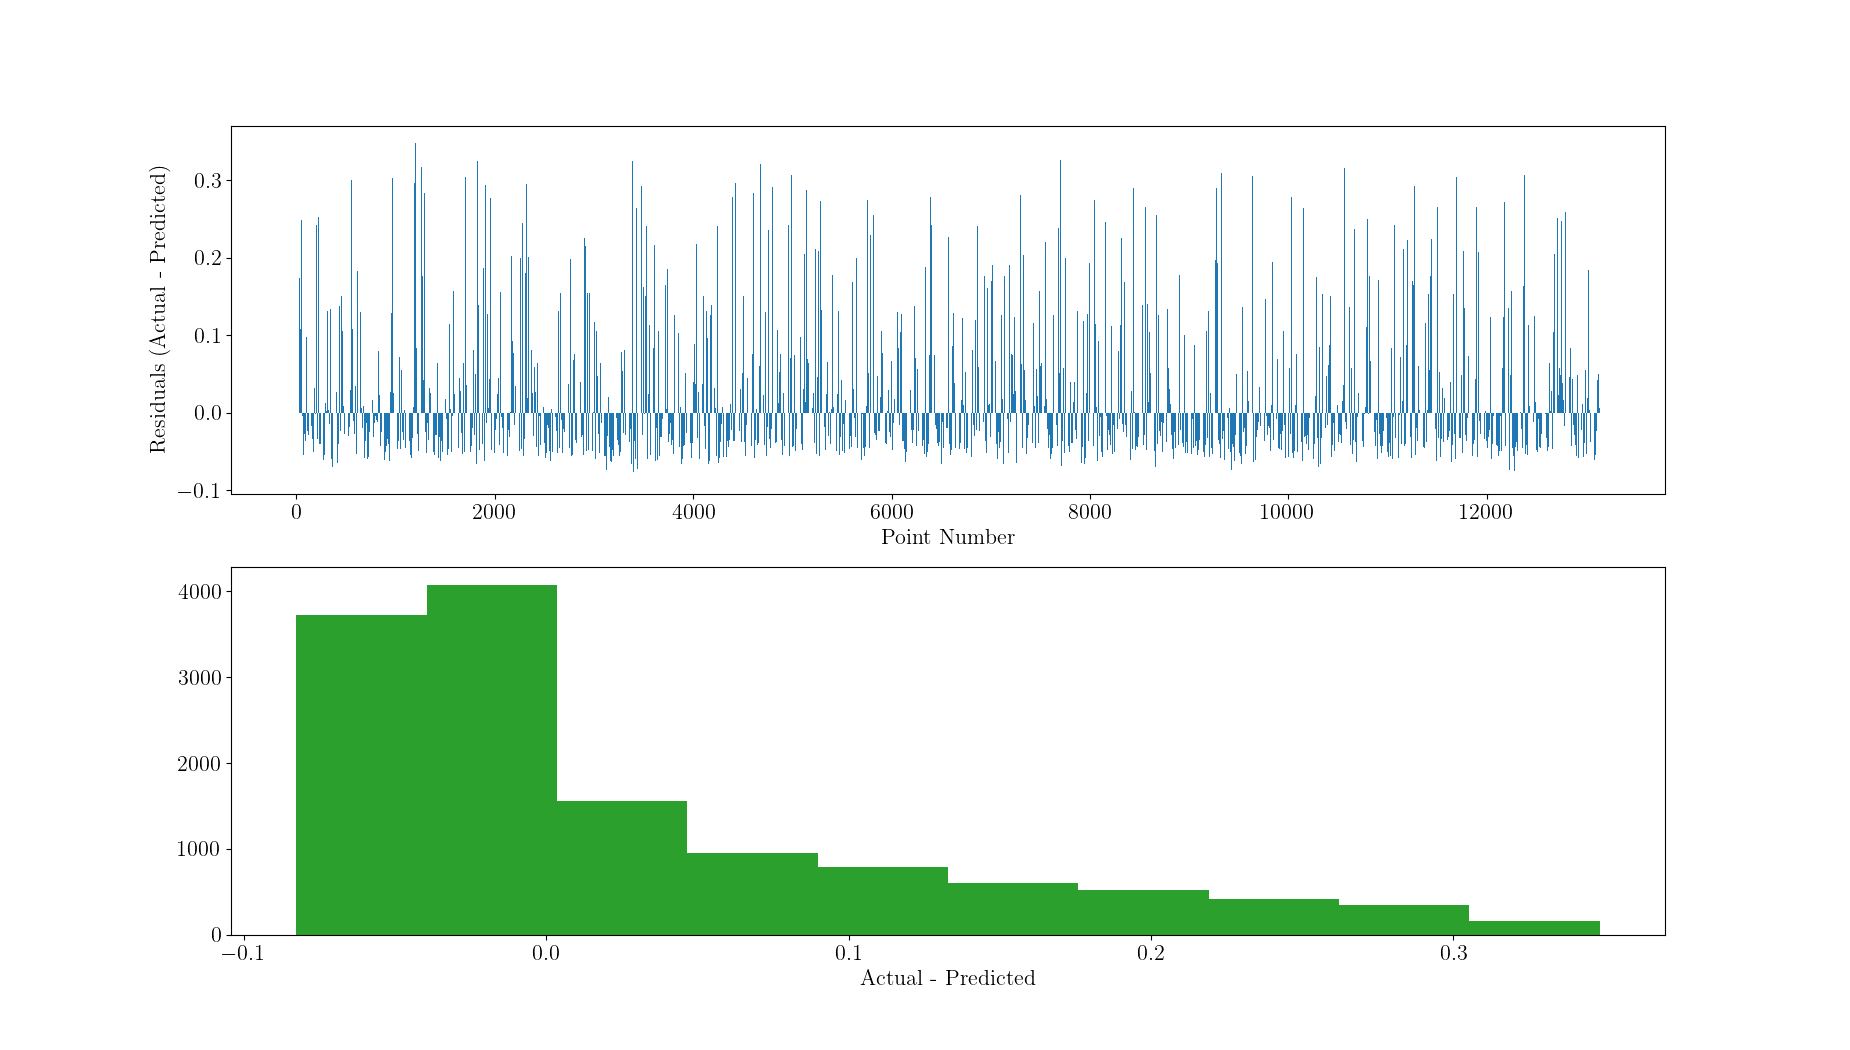 Residuals (Actual - Predicted)
0.3
0.2
0.1
0.0
−0.1
0 2000 4000 6000 8000 10000 12000
Point Number
4000
3000
2000
1000
0
−0.1 0.0 0.1 0.2 0.3
Actual - Predicted